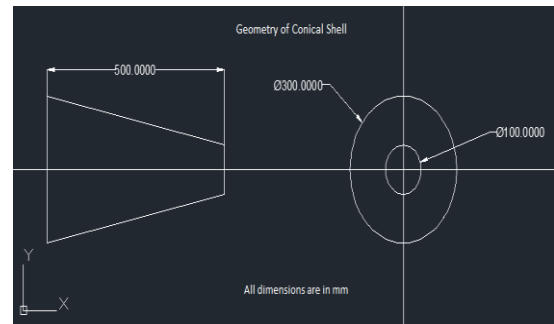 Geometry of Conical Shell
500.0000
Ø300.0000
Ø100.0000
Y
X
All dimensions are in mm